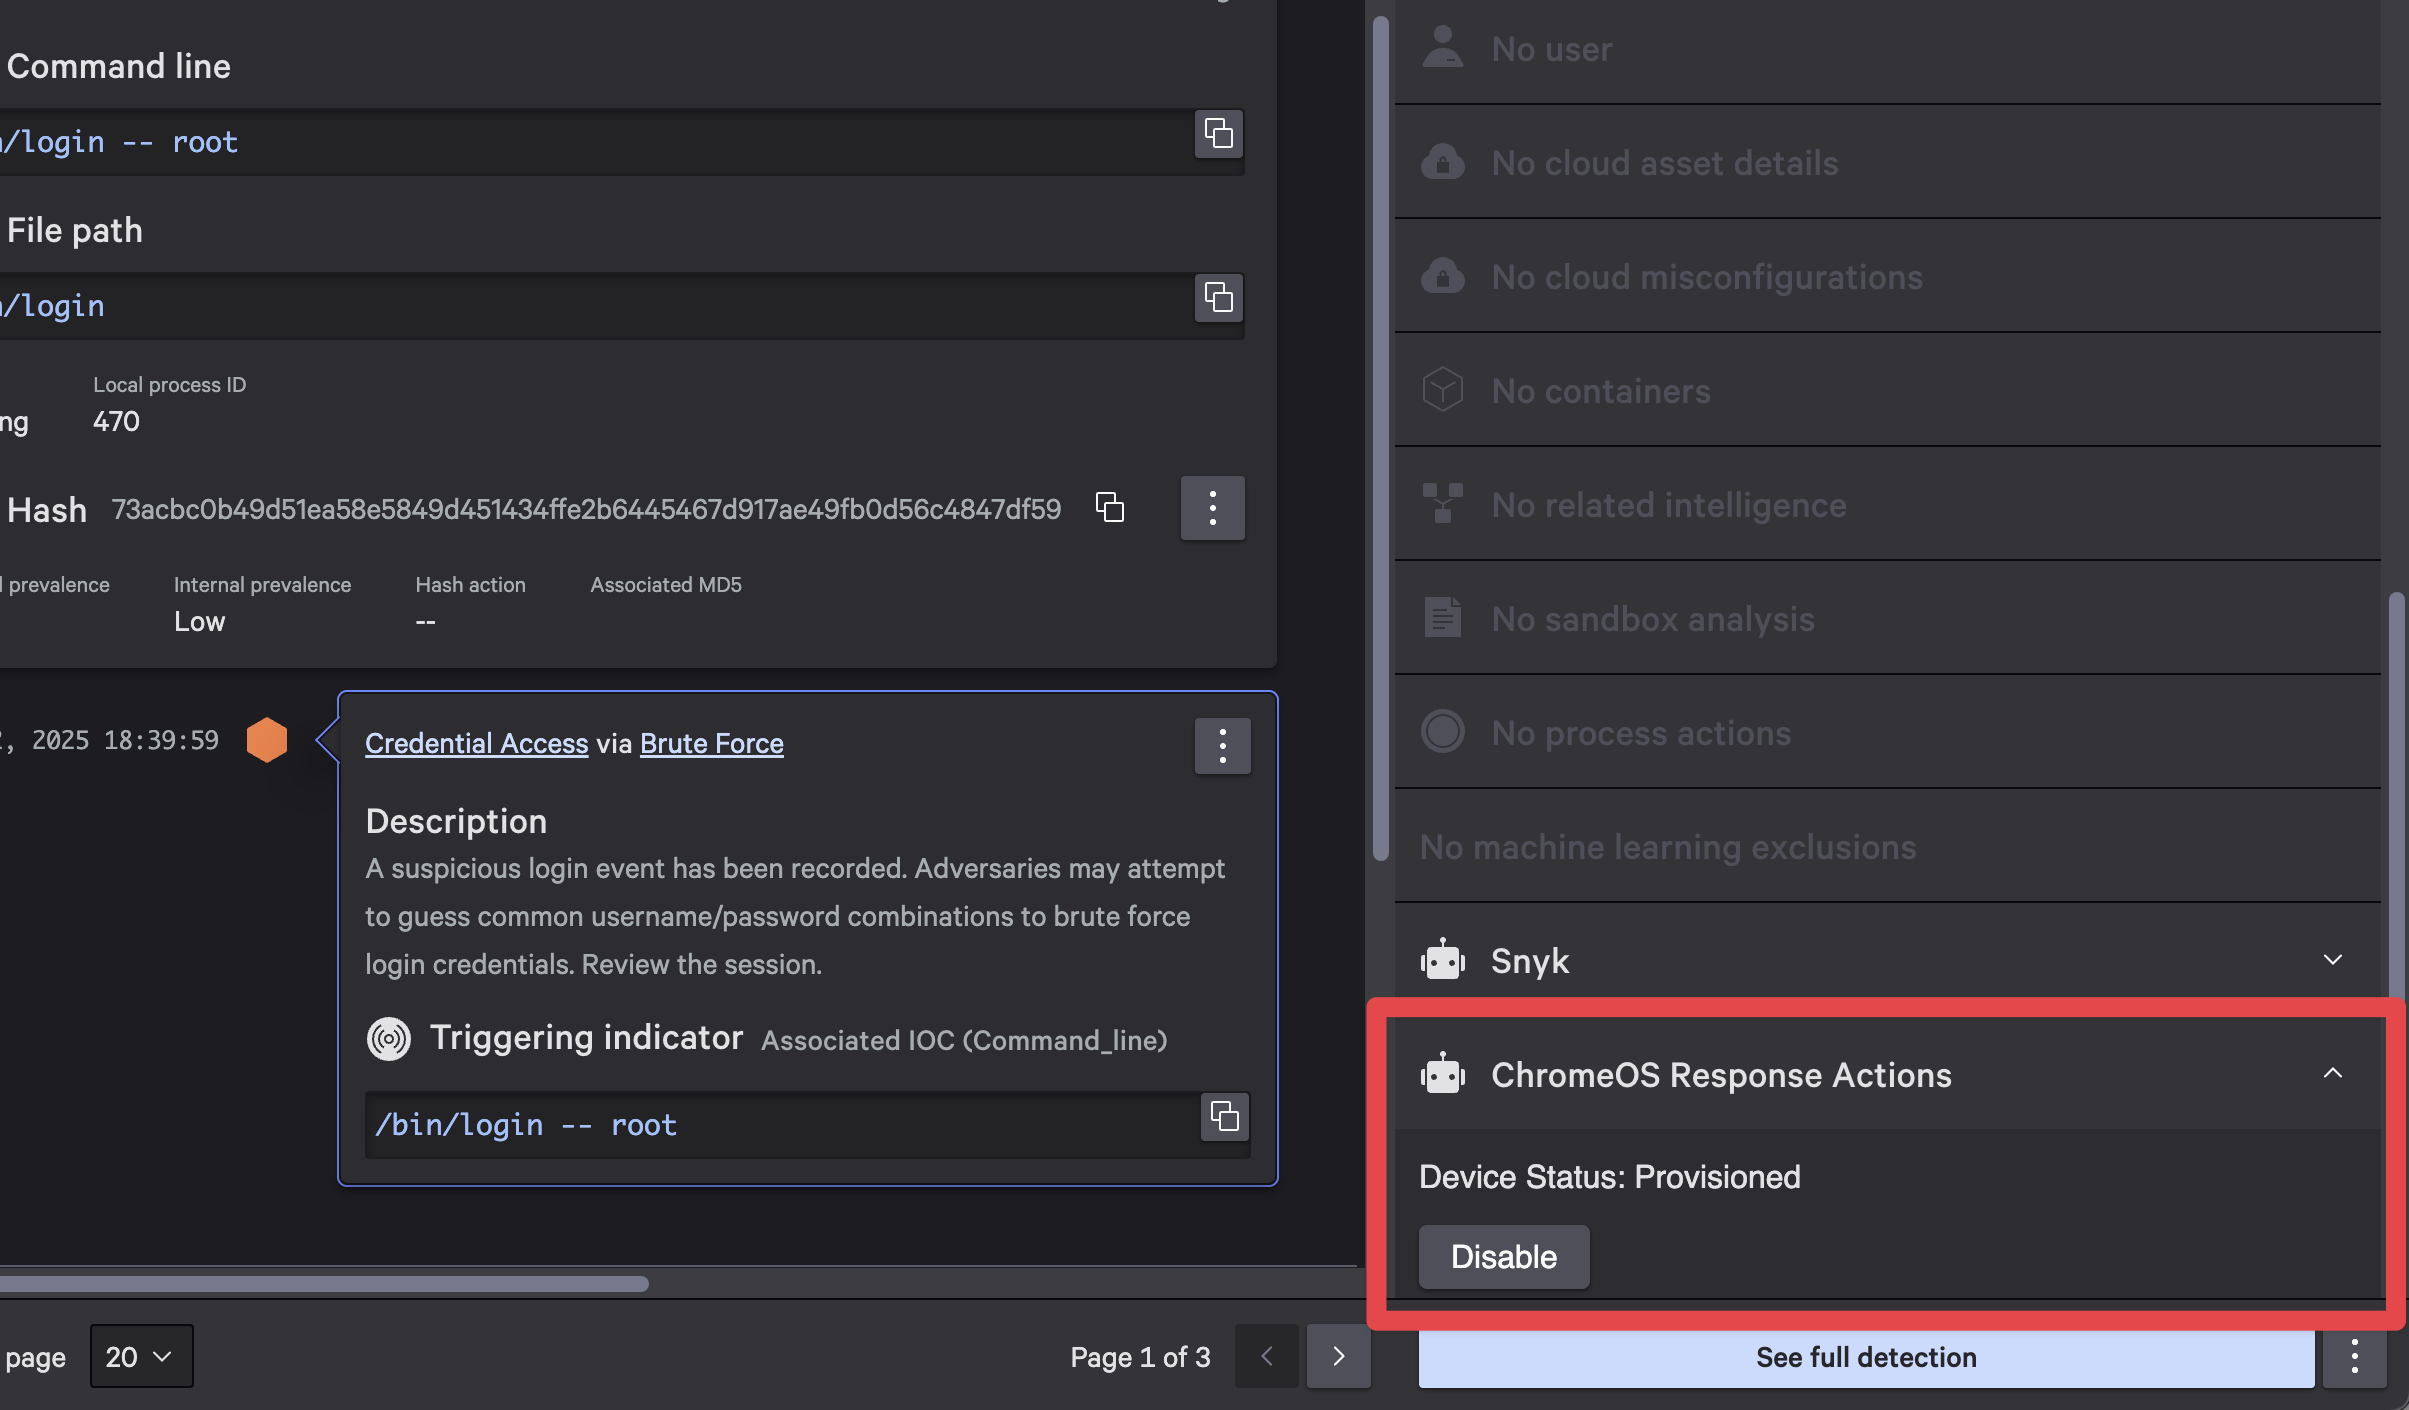 Command line
/login -- root
File path
/login
Local process ID
ng
470
Hash 73acbc0b49d51ea58e5849d451434ffe2b6445467d917ae49fb0d56c4847df59
prevalence
Internal prevalence
Hash action
Associated MD5
Low
--
, 2025 18:39:59
Credential Access via Brute Force
Description
A suspicious login event has been recorded. Adversaries may attempt
to guess common username/password combinations to brute force
login credentials. Review the session.
Triggering indicator Associated IOC (Command_line)
/bin/login -- root
page
20
Page 1 of 3
No user
No cloud asset details
No cloud misconfigurations
No containers
No related intelligence
No sandbox analysis
No process actions
No machine learning exclusions
Snyk
ChromeOS Response Actions
Device Status: Provisioned
Disable
See full detection